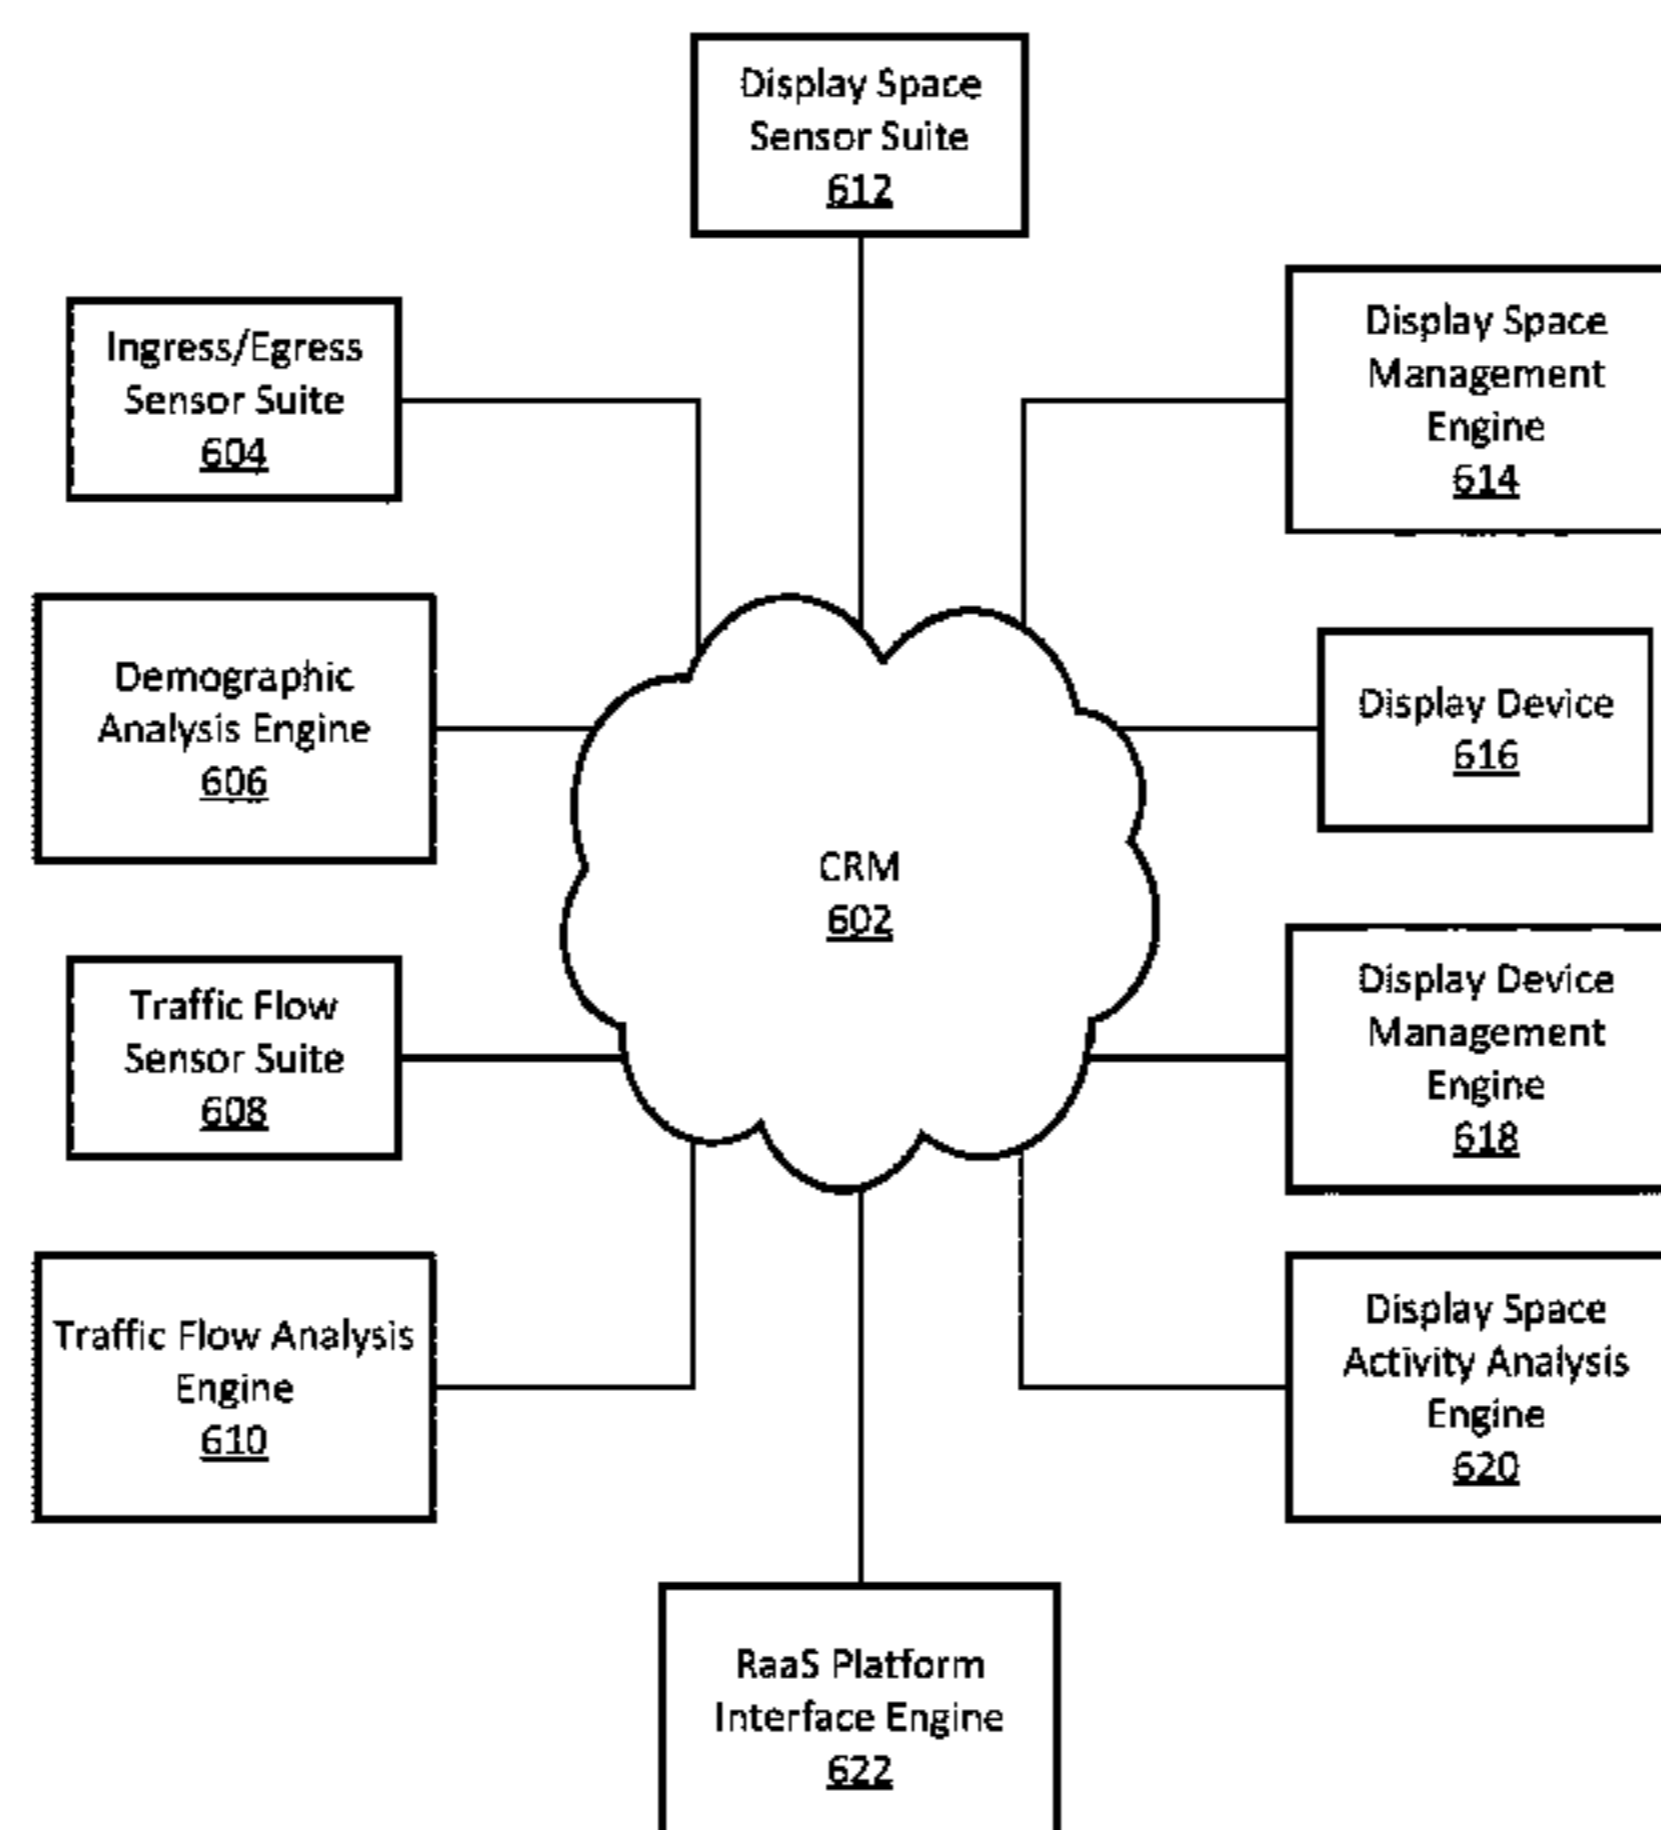 Display Space
Sensor Suite
612
Ingress/Egress
Sensor Suite
604
Display Space
Management
Engine
614
Demographic
Analysis Engine
606
Display Device
616
CRM
602
Traffic Flow
Sensor Suite
608
Display Device
Management
Engine
618
Traffic Flow Analysis
Engine
610
Display Space
Activity Analysis
Engine
620
RaaS Platform
Interface Engine
622